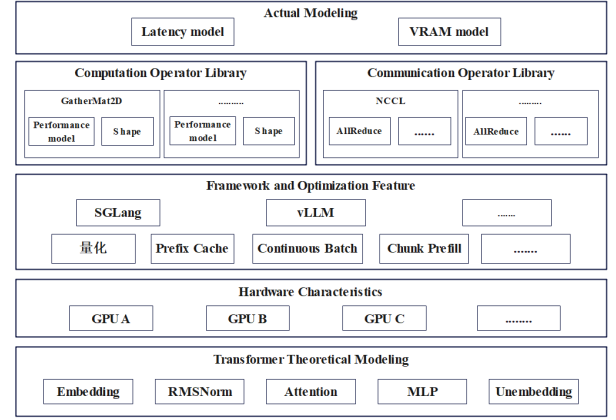 Actual Modeling
Latency model
VRAM model
Computation Operator Library
GatherMat2D
Performance model
Shape
..........
Performance model
Shape
Communication Operator Library
NCCL
AllReduce
......
.........
AllReduce
......
Framework and Optimization Feature
SGLang
vLLM
.......
量化
Prefix Cache
Continuous Batch
Chunk Prefill
.......
Hardware Characteristics
GPU A
GPU B
GPU C
........
Transformer Theoretical Modeling
Embedding
RMSNorm
Attention
MLP
Unembedding